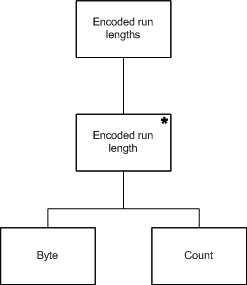 Encoded run
lengths
*
Encoded run
length
Byte
Count